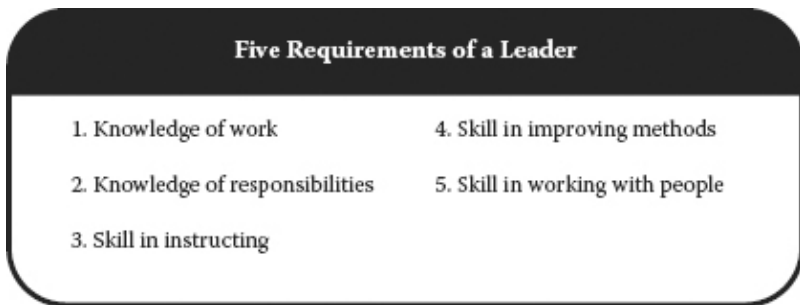 Five Requirements of a Leader
1. Knowledge of work
2. Knowledge of responsibilities
3. Skill in instructing
4. Skill in improving methods
5. Skill in working with people